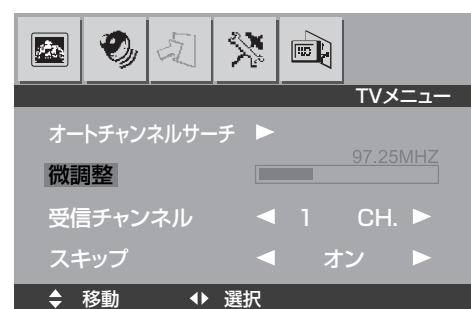 TVメニュー
オートチャンネルサーチ ▶
97.25MHZ
微調整
受信チャンネル ◀ 1 CH. ▶
スキップ ◀ オン ▶
移動 選択